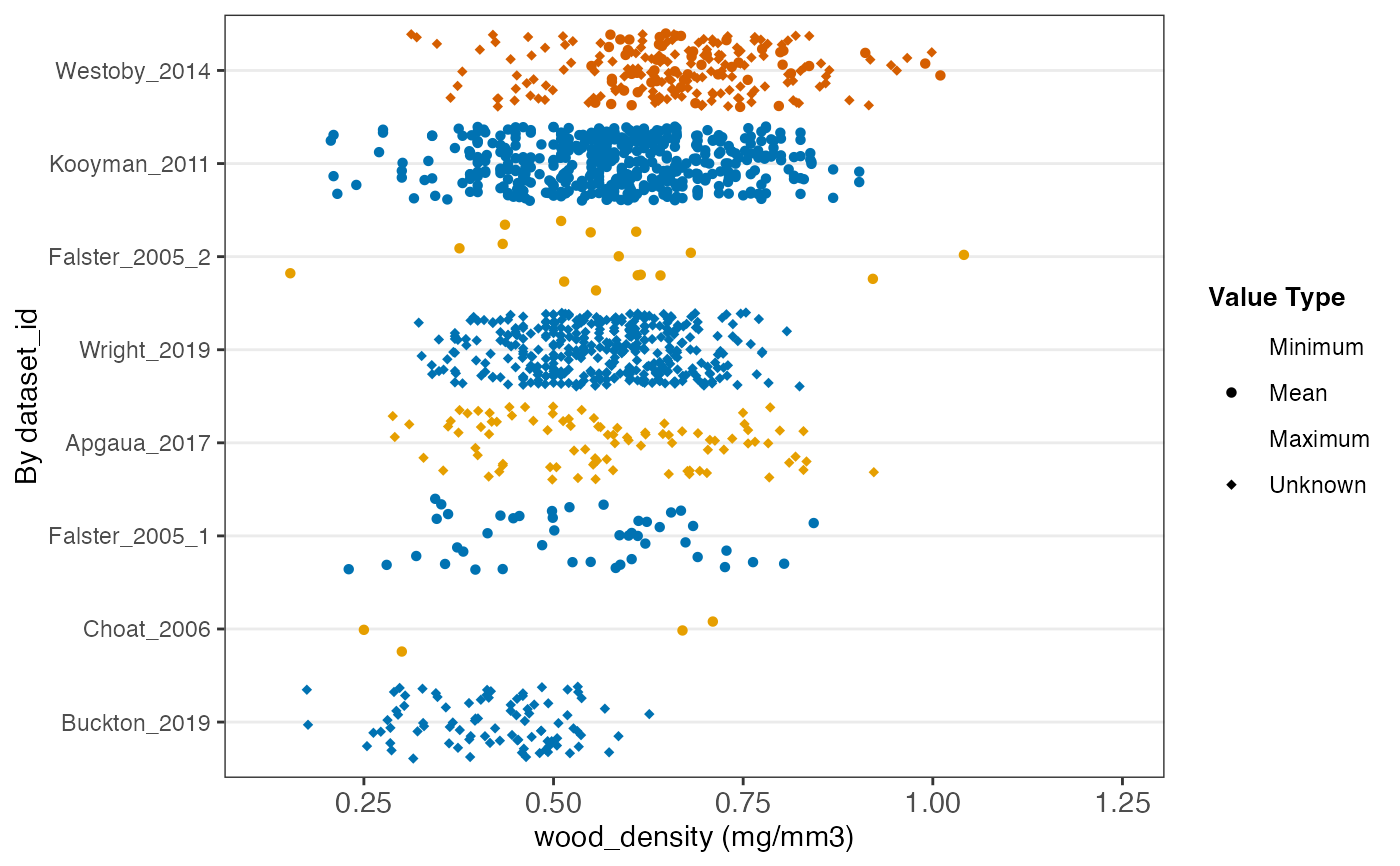 Westoby_2014
Kooyman_2011
Falster_2005_2
Wright_2019
Apgaua_2017
Falster_2005_1
Choat_2006
Buckton_2019
By dataset_id
0.25 0.50 0.75 1.00 1.25
wood_density (mg/mm3)
Value Type
Minimum
Mean
Maximum
Unknown